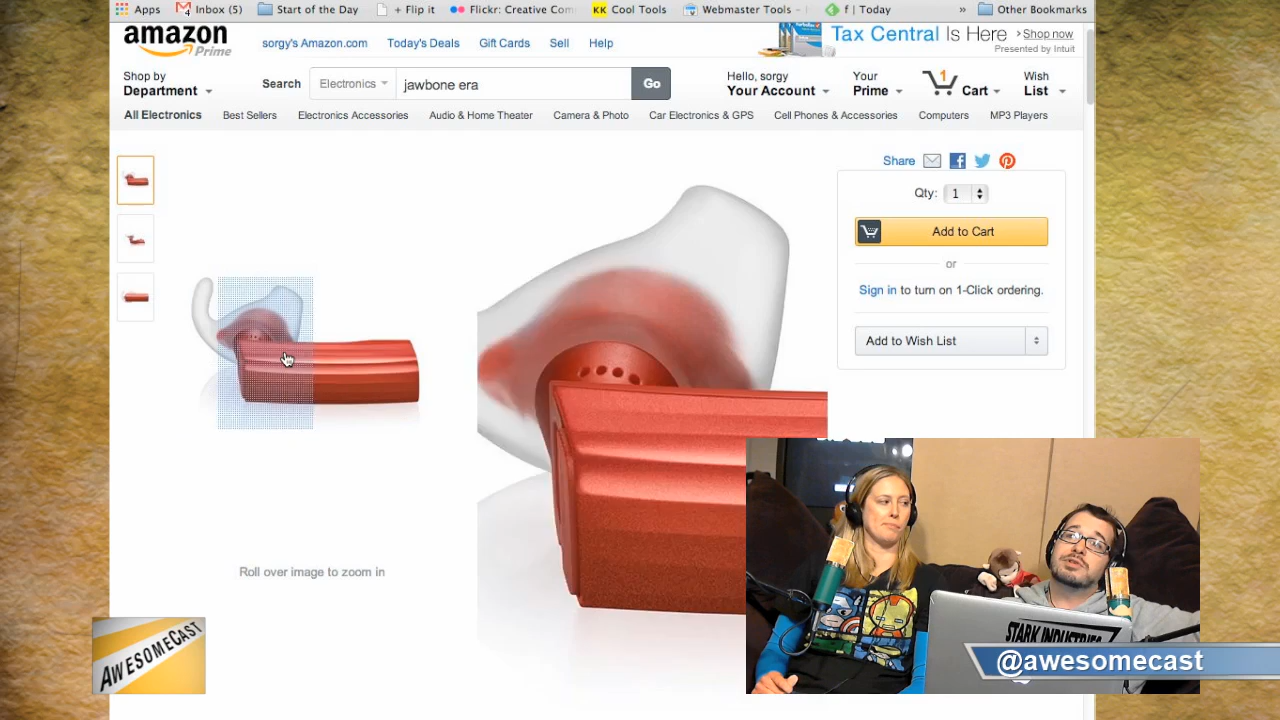 Apps
4
Inbox (5)
Start of the Day
+ Flip it
Flickr: Creative Com
KK Cool Tools
Webmaster Tools -
f | Today
»
Other Bookmarks
amazon
Prime
sorgy's Amazon.com
Today's Deals
Gift Cards
Sell
Help
Tax Central Is Here
› Shop now
Presented by Intuit
Shop by
Department
Search
Electronics
jawbone era
Go
Hello, sorgy
Your Account
Your
Prime
1
Cart
Wish
List
All Electronics
Best Sellers
Electronics Accessories
Audio & Home Theater
Camera & Photo
Car Electronics & GPS
Cell Phones & Accessories
Computers
MP3 Players
Share
Qty: 1
Add to Cart
or
Sign in to turn on 1-Click ordering.
Add to Wish List
Roll over image to zoom in
AWESOMECAST
STARK INDUSTRIES
@awesomecast